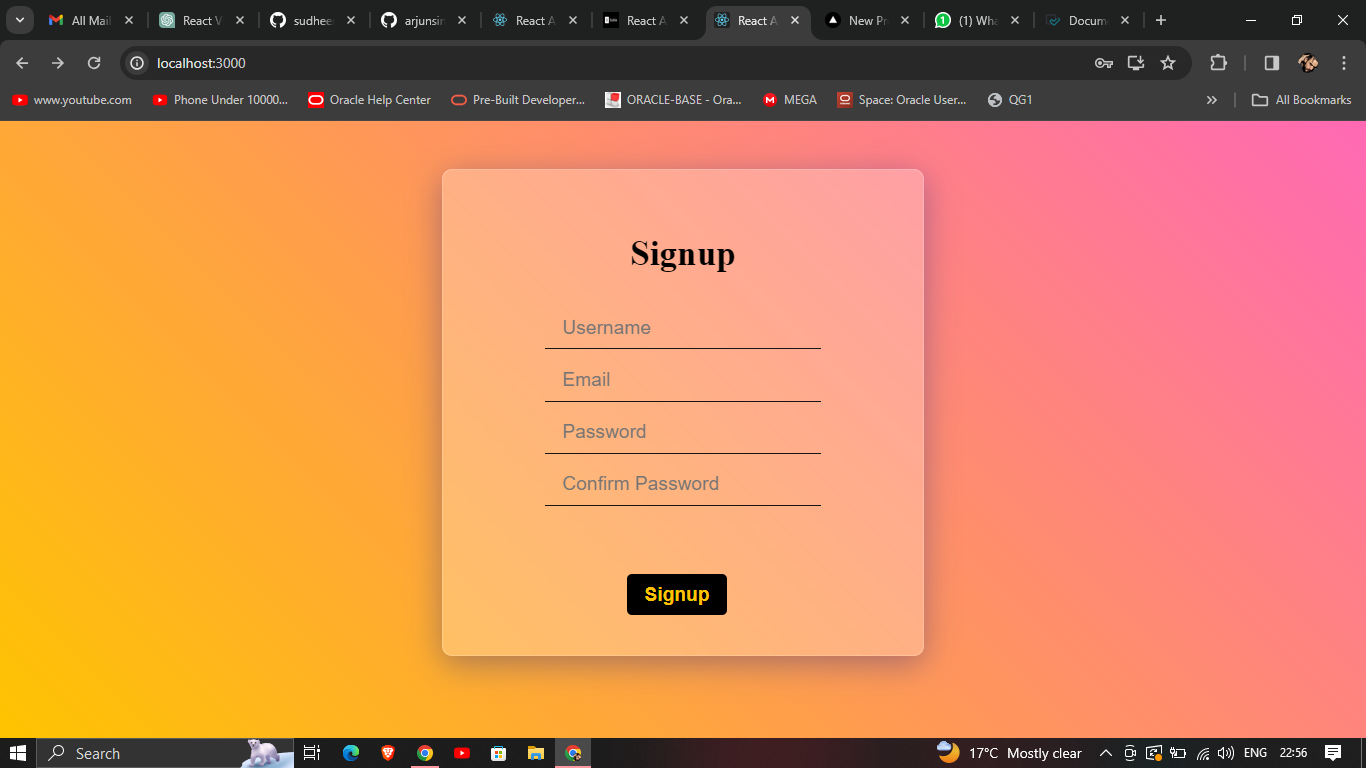 All Mail
React V
sudheer
arjunsin
React A
React A
React A
New Pr
(1) Wha
Docum
localhost:3000
www.youtube.com
Phone Under 10000...
Oracle Help Center
Pre-Built Developer...
ORACLE-BASE - Ora...
MEGA
Space: Oracle User...
QG1
All Bookmarks
Signup
Username
Email
Password
Confirm Password
Signup
Search
17°C Mostly clear
ENG
22:56